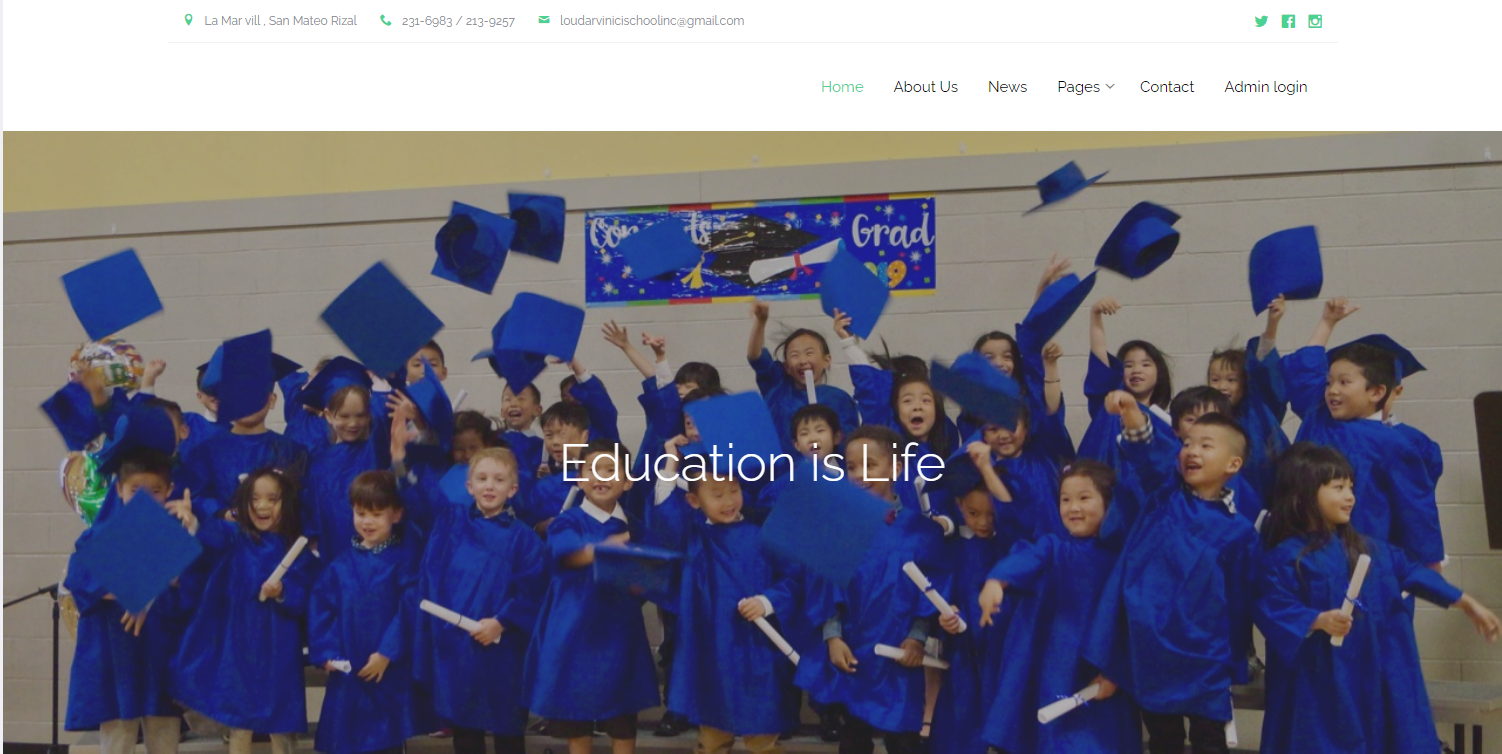 La Mar vill , San Mateo Rizal 231-6983 / 213-9257 loudarvinicischoolinc@gmail.com
Home About Us News Pages Contact Admin login
Grad
Education is Life